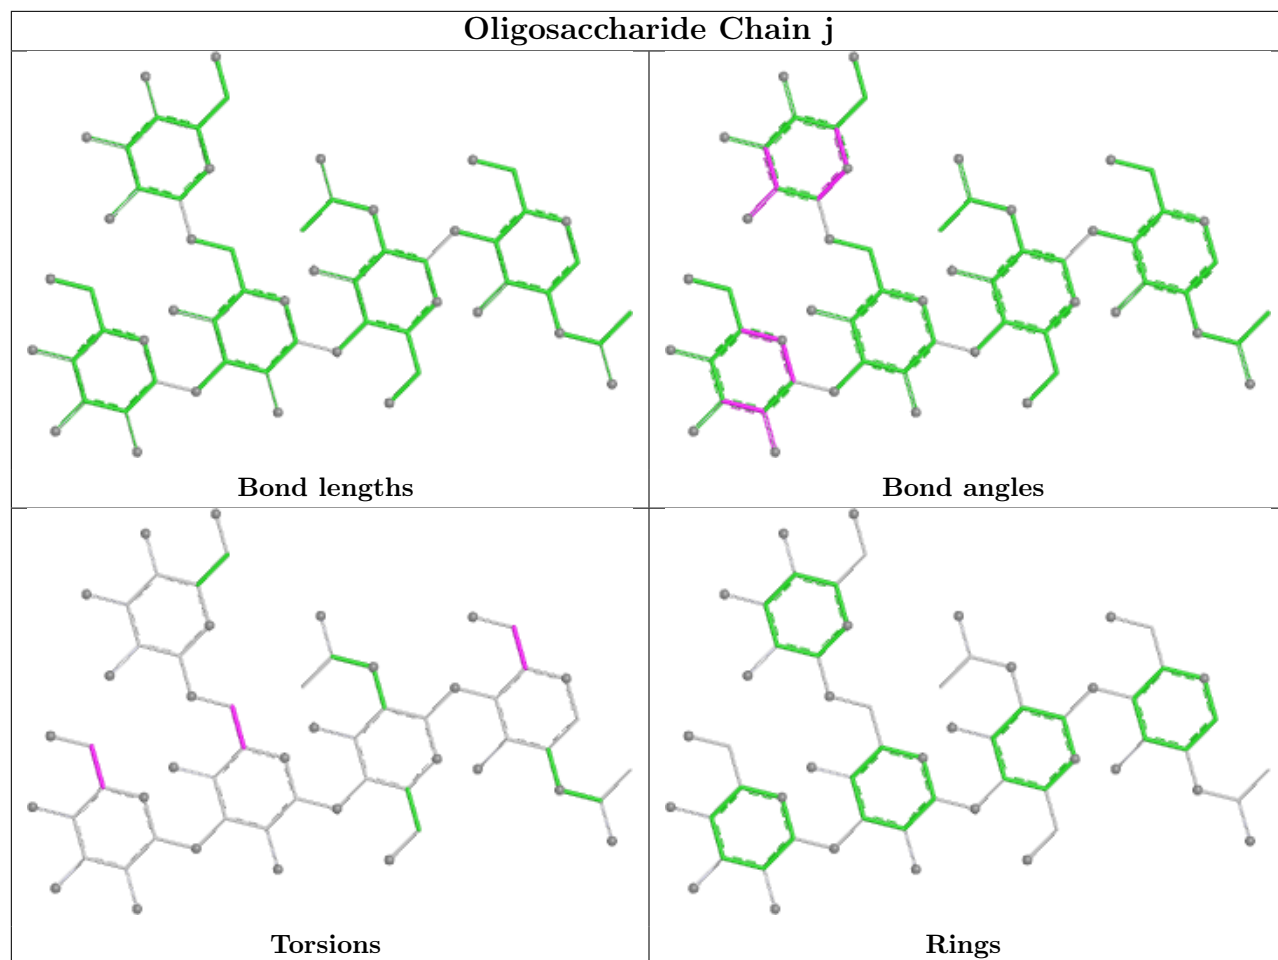 Oligosaccharide Chain j
Bond lengths
Bond angles
Torsions
Rings